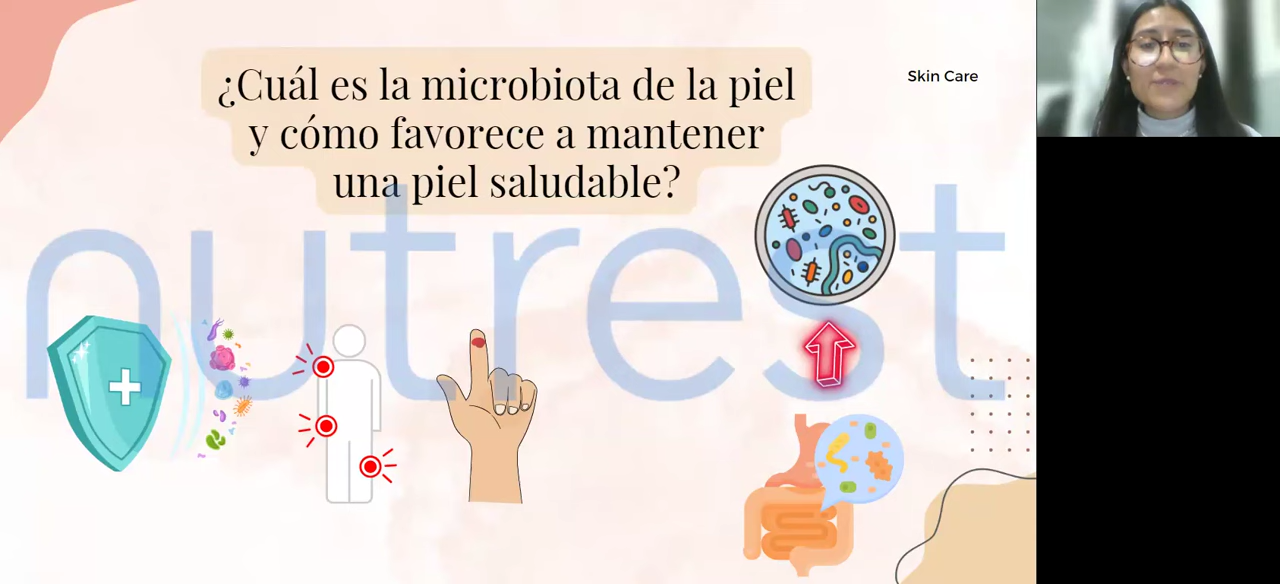 ¿Cuál es la microbiota de la piel
y cómo favorece a mantener
una piel saludable?
Skin Care
nutrest